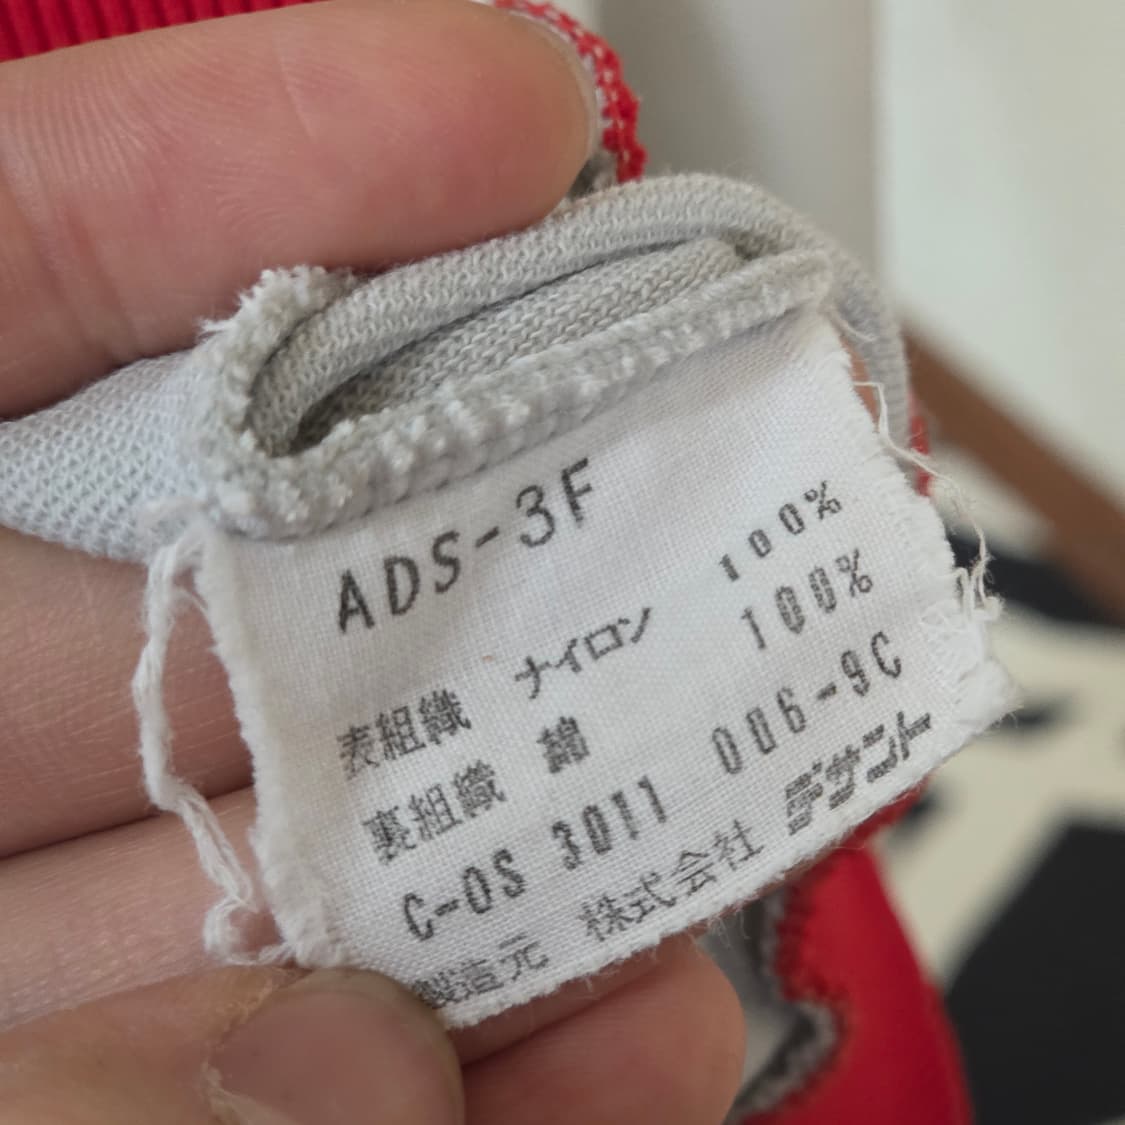 ADS-3F
表組織 ナイロン 100%
裏組織 綿 100%
C-OS 3011 006-9C
製造元 株式会社 デサント